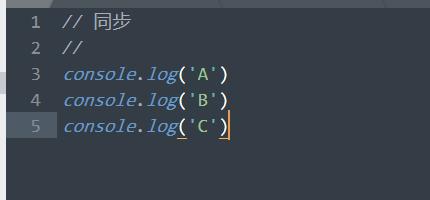 1 // 同步
2 //
3 console.log('A')
4 console.log('B')
5 console.log('C')